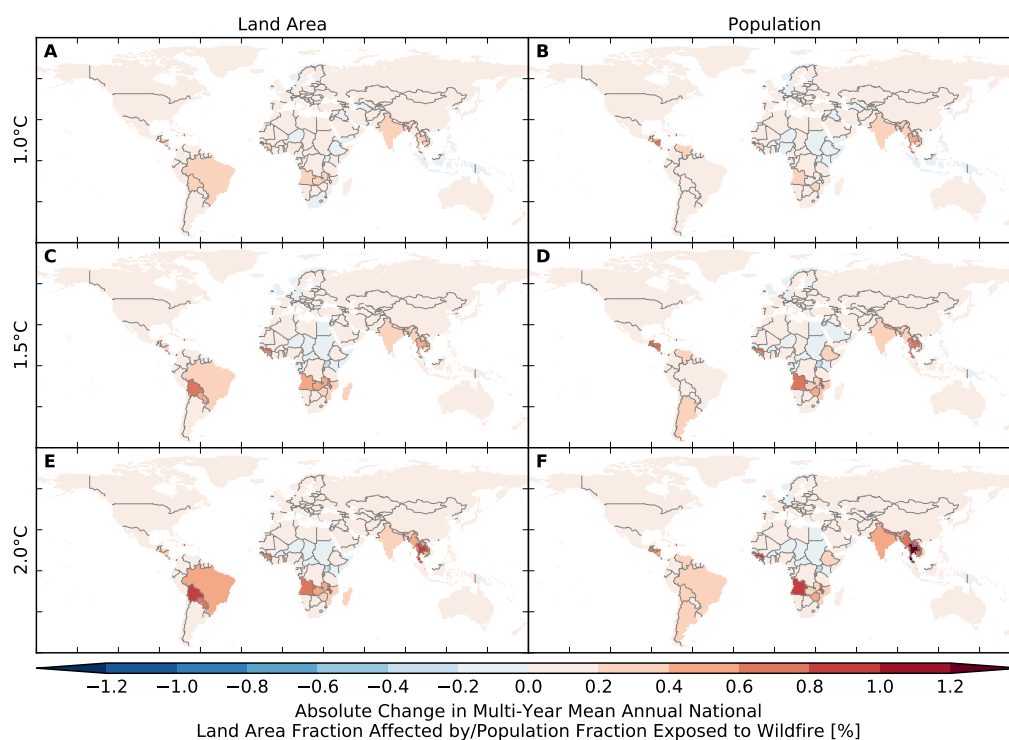 Land Area
Population
A
B
1.0°C
C
D
1.5°C
E
F
2.0°C
−1.2 −1.0 −0.8 −0.6 −0.4 −0.2 0.0 0.2 0.4 0.6 0.8 1.0 1.2
Absolute Change in Multi-Year Mean Annual National
Land Area Fraction Affected by/Population Fraction Exposed to Wildfire [%]